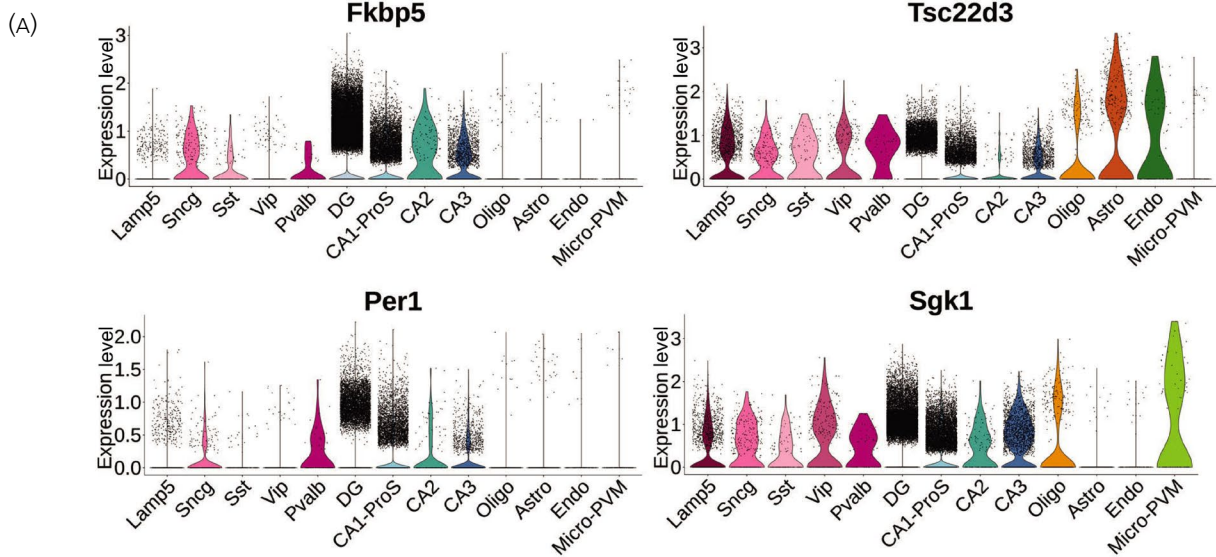 (A)
Fkbp5
Expression level
3
2
1
0
Lamp5 Sncg Sst Vip Pvalb DG CA1-ProS CA2 CA3 Oligo Astro Endo Micro-PVM
Tsc22d3
Expression level
3
2
1
0
Lamp5 Sncg Sst Vip Pvalb DG CA1-ProS CA2 CA3 Oligo Astro Endo Micro-PVM
Per1
Expression level
2.0
1.5
1.0
0.5
0.0
Lamp5 Sncg Sst Vip Pvalb DG CA1-ProS CA2 CA3 Oligo Astro Endo Micro-PVM
Sgk1
Expression level
3
2
1
0
Lamp5 Sncg Sst Vip Pvalb DG CA1-ProS CA2 CA3 Oligo Astro Endo Micro-PVM